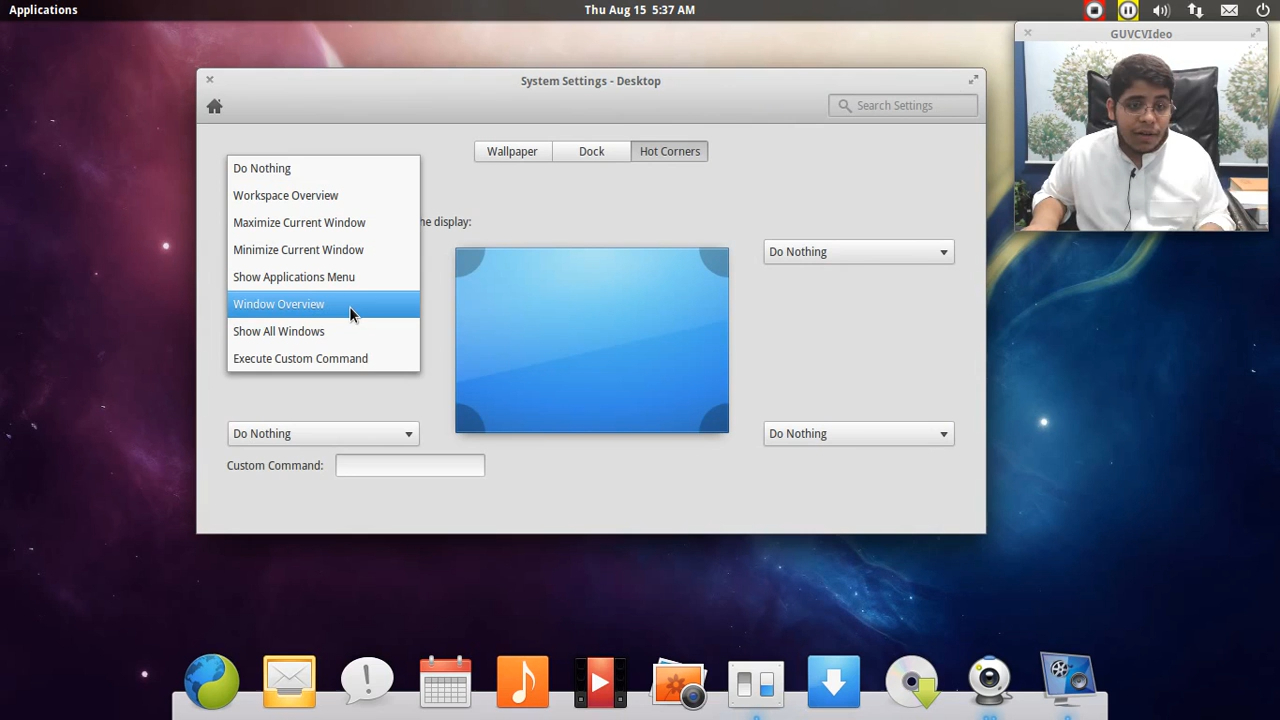 Applications
Thu Aug 15 5:37 AM
GUVCVIdeo
System Settings - Desktop
Search Settings
Wallpaper
Dock
Hot Corners
he display:
Do Nothing
Workspace Overview
Maximize Current Window
Minimize Current Window
Show Applications Menu
Window Overview
Show All Windows
Execute Custom Command
Do Nothing
Do Nothing
Do Nothing
Custom Command: